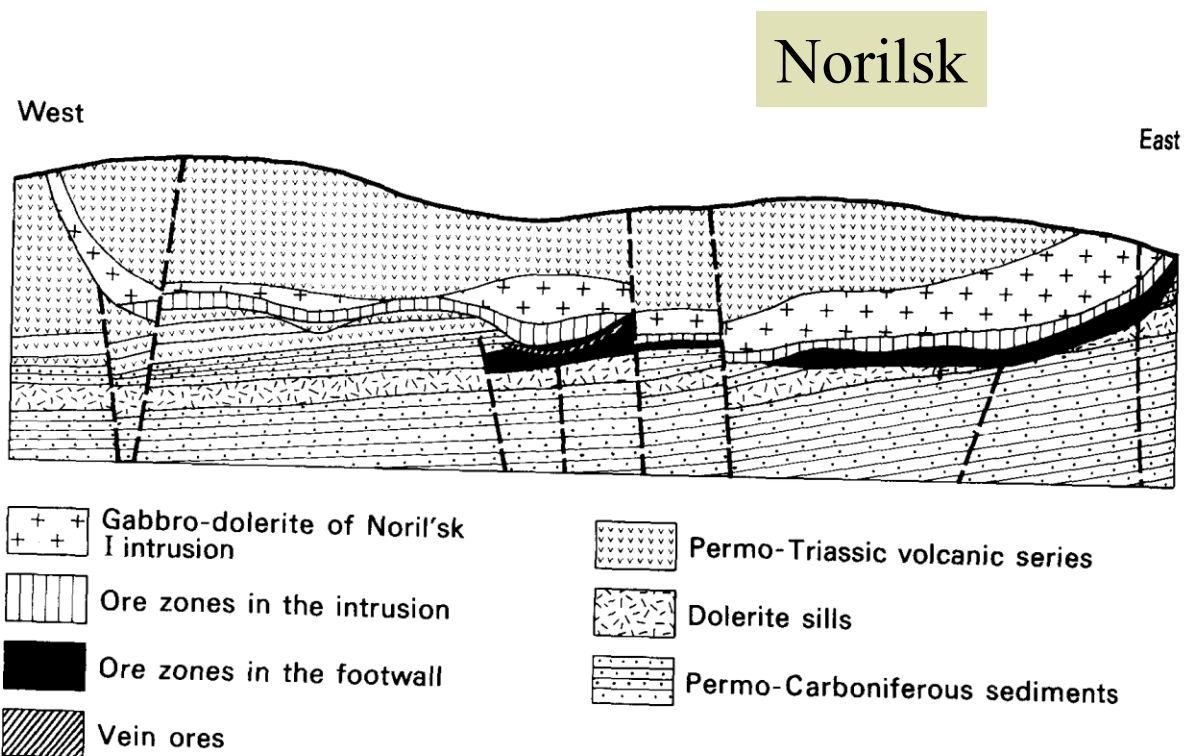 Norilsk
West
East
Gabbro-dolerite of Noril'sk
I intrusion
Ore zones in the intrusion
Ore zones in the footwall
Vein ores
Permo-Triassic volcanic series
Dolerite sills
Permo-Carboniferous sediments